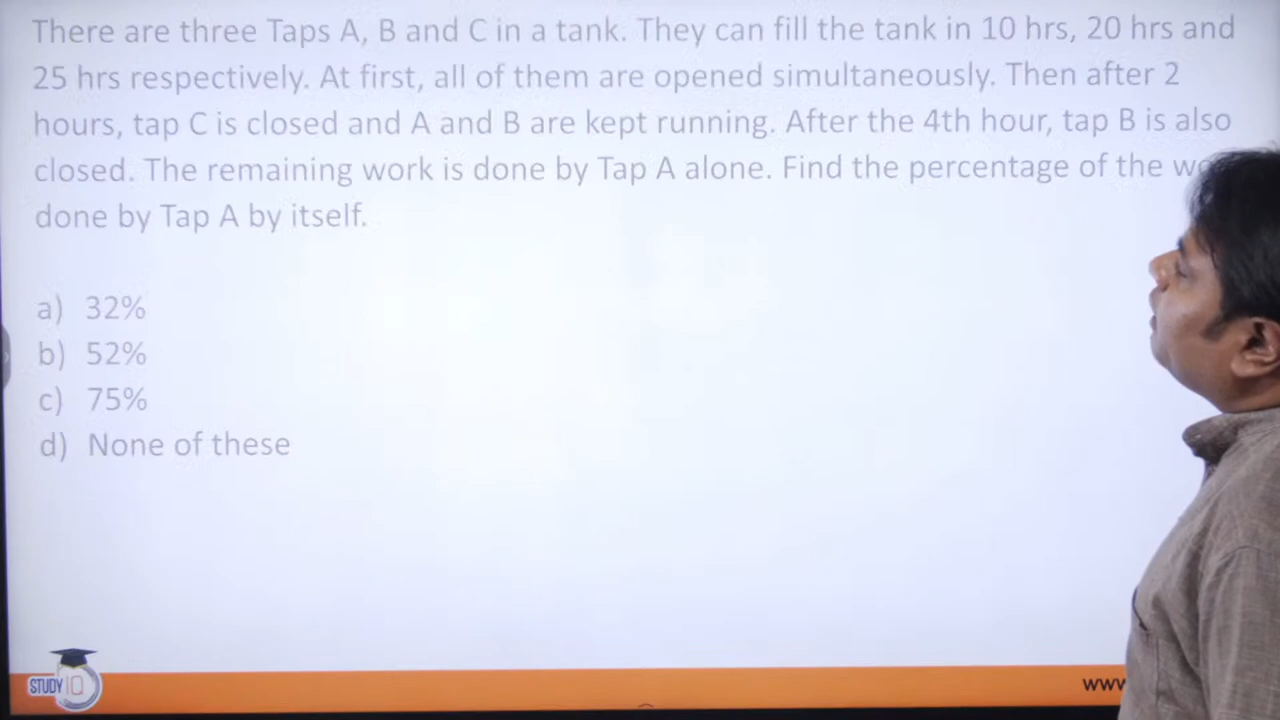 There are three Taps A, B and C in a tank. They can fill the tank in 10 hrs, 20 hrs and
25 hrs respectively. At first, all of them are opened simultaneously. Then after 2
hours, tap C is closed and A and B are kept running. After the 4th hour, tap B is also
closed. The remaining work is done by Tap A alone. Find the percentage of the
done by Tap A by itself.
a) 32%
b) 52%
c) 75%
d) None of these
STUDY IQ
www